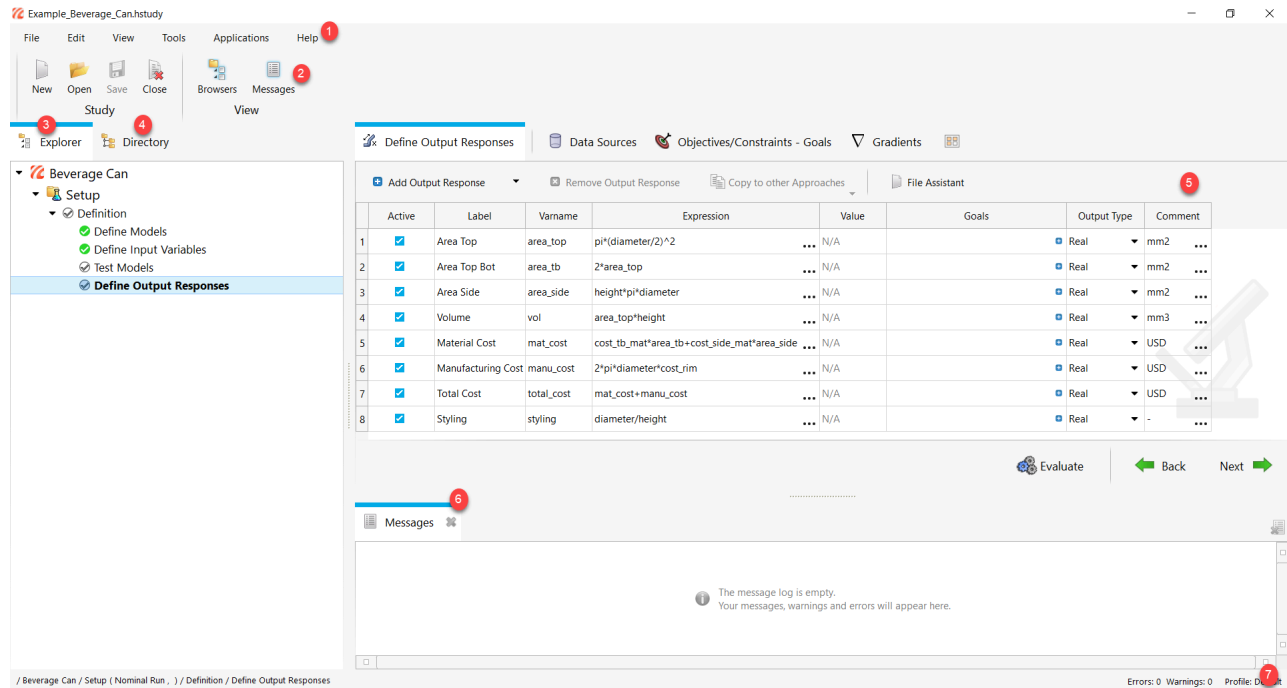 Example_Beverage_Can.hstudy
File Edit View Tools Applications Help 1
New Open Save Close Browsers Messages 2
Study View
3 4
Explorer Directory
Define Output Responses Data Sources Objectives/Constraints - Goals Gradients
Beverage Can
Setup
Definition
Define Models
Define Input Variables
Test Models
Define Output Responses
Add Output Response Remove Output Response Copy to other Approaches File Assistant 5
Active Label Varname Expression Value Goals Output Type Comment
1 Area Top area_top pi*(diameter/2)^2 ... N/A Real mm2 ...
2 Area Top Bot area_tb 2*area_top ... N/A Real mm2 ...
3 Area Side area_side height*pi*diameter ... N/A Real mm2 ...
4 Volume vol area_top*height ... N/A Real mm3 ...
5 Material Cost mat_cost cost_tb_mat*area_tb+cost_side_mat*area_side ... N/A Real USD ...
6 Manufacturing Cost manu_cost 2*pi*diameter*cost_rim ... N/A Real USD ...
7 Total Cost total_cost mat_cost+manu_cost ... N/A Real USD ...
8 Styling styling diameter/height ... N/A Real - ...
Evaluate Back Next
6
Messages
The message log is empty.
Your messages, warnings and errors will appear here.
/ Beverage Can / Setup ( Nominal Run , ) / Definition / Define Output Responses
Errors: 0 Warnings: 0 Profile: 7